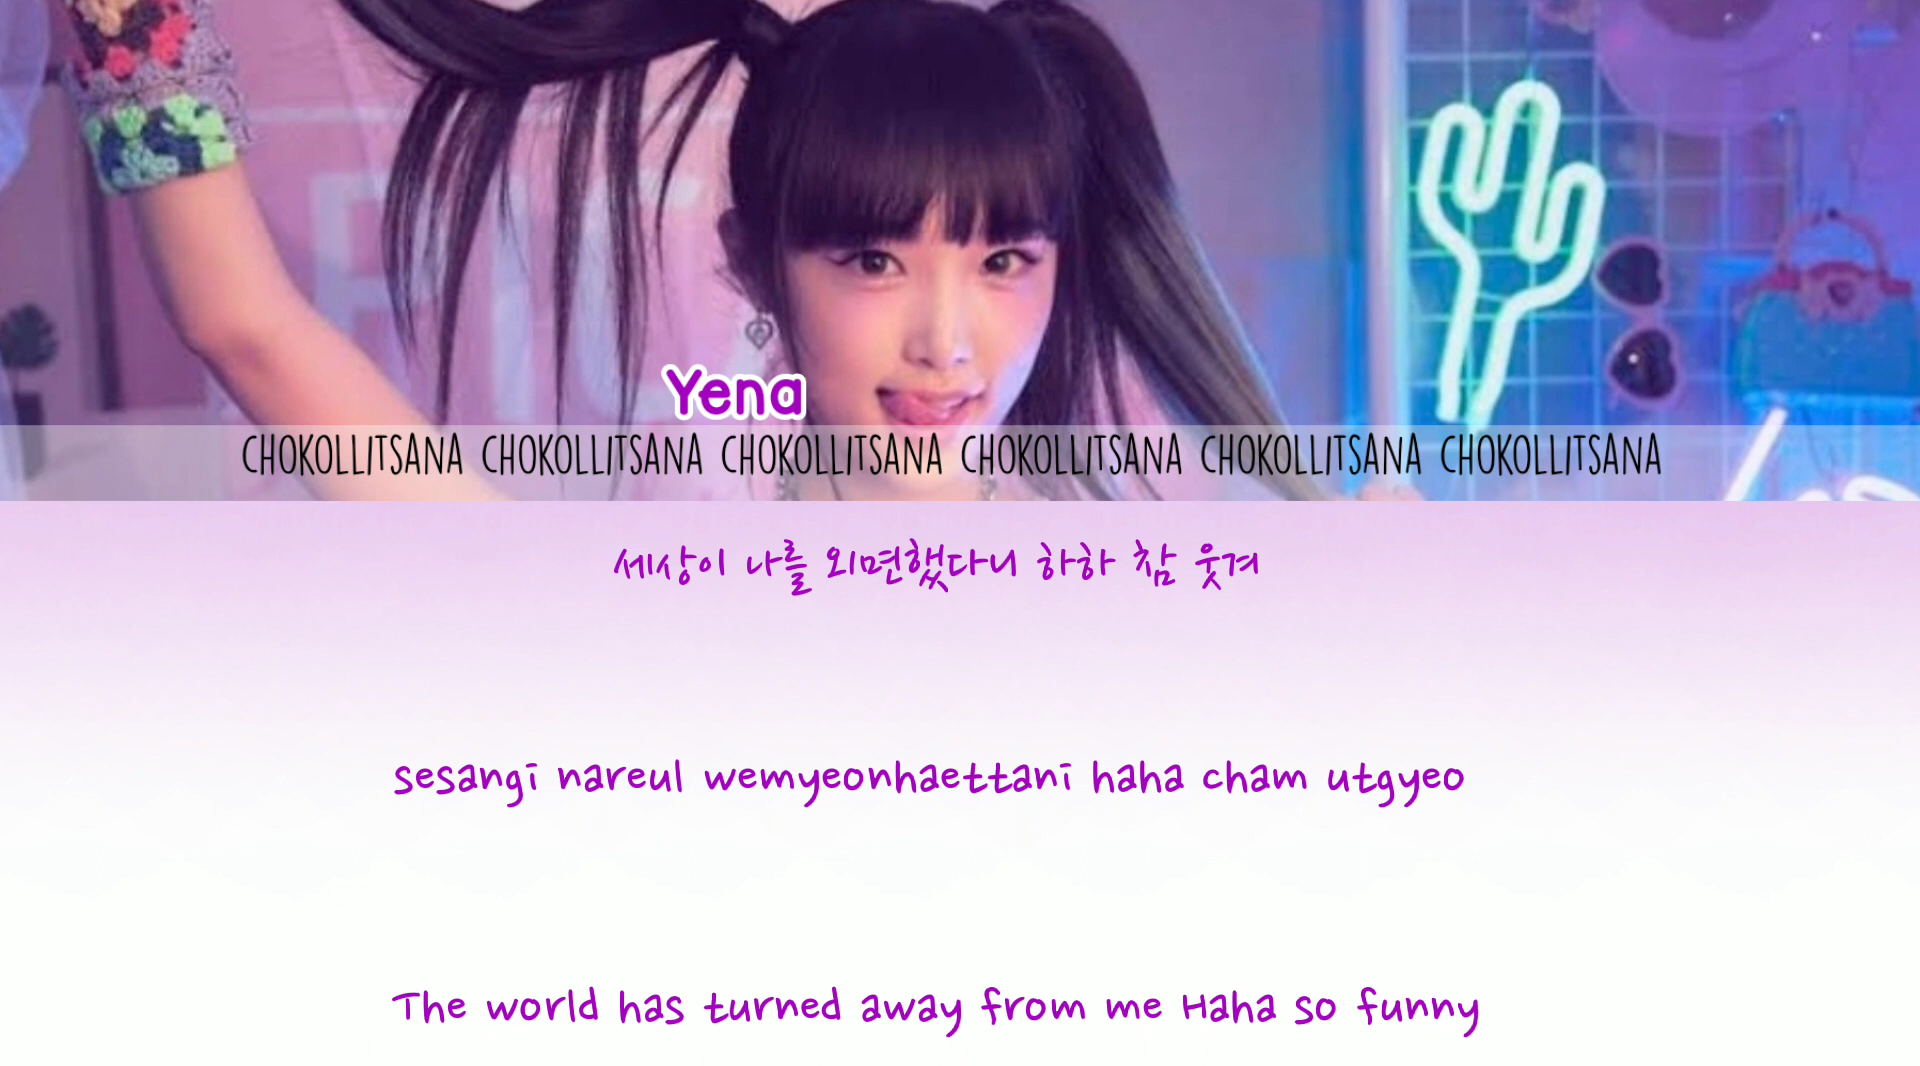 Yena
CHOKOLLITSANA CHOKOLLITSANA CHOKOLLITSANA CHOKOLLITSANA CHOKOLLITSANA CHOKOLLITSANA
세상이 나를 외면했다니 하하 참 웃겨
sesangi nareul wemyeonhaettani haha cham utgyeo
The world has turned away from me Haha so funny